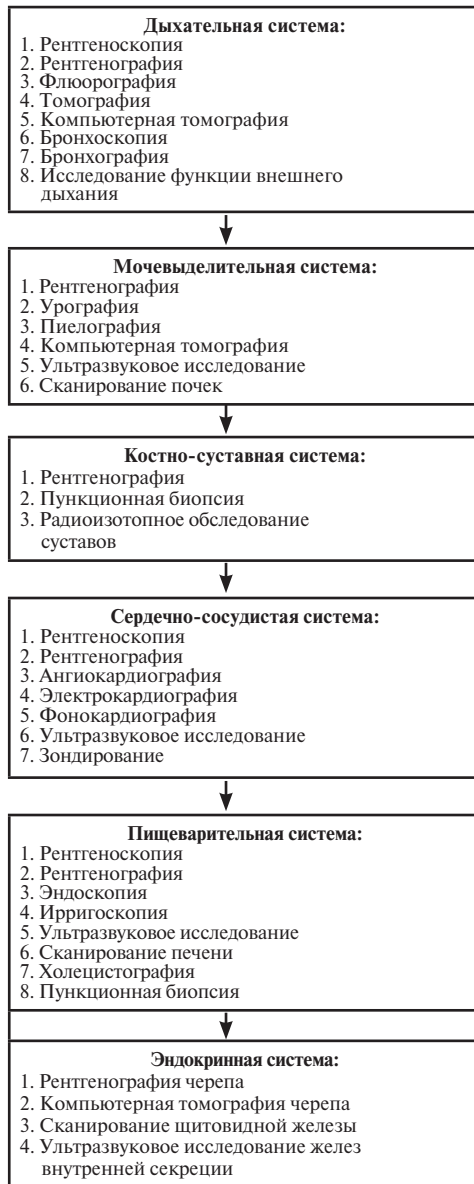 Дыхательная система:
1. Рентгеноскопия
2. Рентгенография
3. Флюорография
4. Томография
5. Компьютерная томография
6. Бронхоскопия
7. Бронхография
8. Исследование функции внешнего
дыхания
Мочевыделительная система:
1. Рентгенография
2. Урография
3. Пиелография
4. Компьютерная томография
5. Ультразвуковое исследование
6. Сканирование почек
Костно-суставная система:
1. Рентгенография
2. Пункционная биопсия
3. Радиоизотопное обследование
суставов
Сердечно-сосудистая система:
1. Рентгеноскопия
2. Рентгенография
3. Ангиокардиография
4. Электрокардиография
5. Фонокардиография
6. Ультразвуковое исследование
7. Зондирование
Пищеварительная система:
1. Рентгеноскопия
2. Рентгенография
3. Эндоскопия
4. Ирригоскопия
5. Ультразвуковое исследование
6. Сканирование печени
7. Холецистография
8. Пункционная биопсия
Эндокринная система:
1. Рентгенография черепа
2. Компьютерная томография черепа
3. Сканирование щитовидной железы
4. Ультразвуковое исследование желез
внутренней секреции